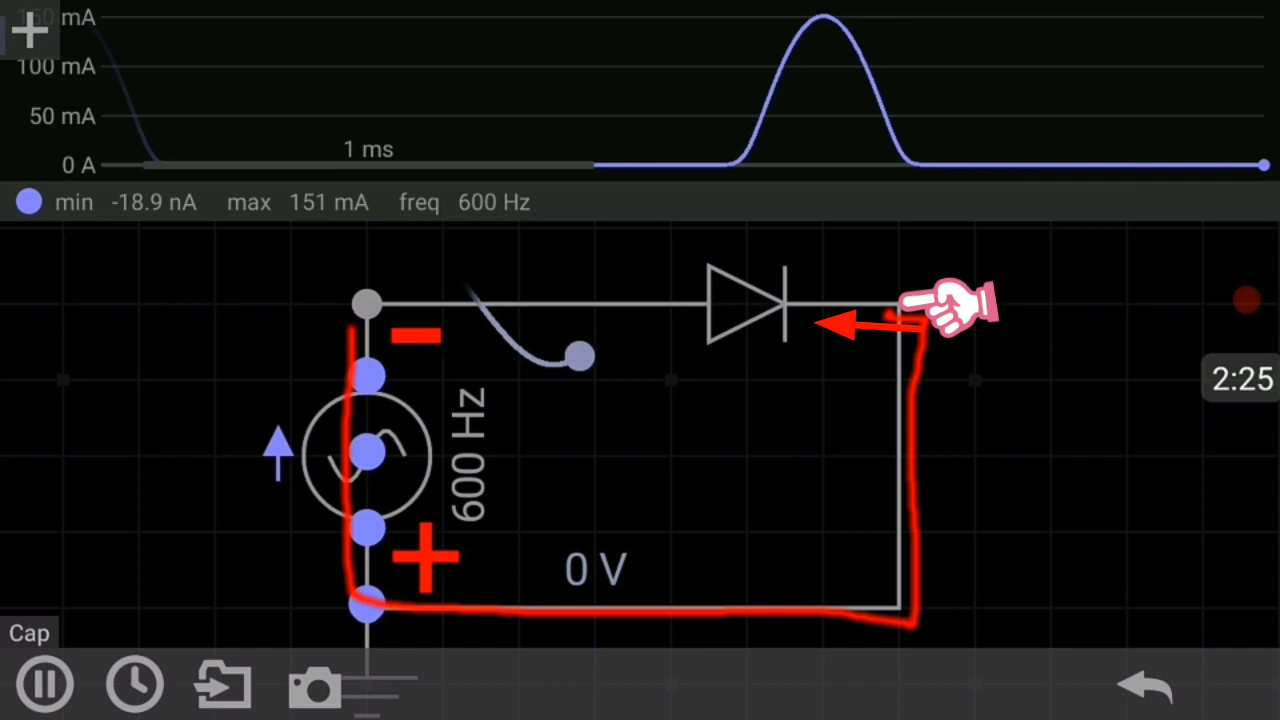 150 mA
100 mA
50 mA
1 ms
0 A
min -18.9 nA max 151 mA freq 600 Hz
2:25
600 Hz
0 V
Cap